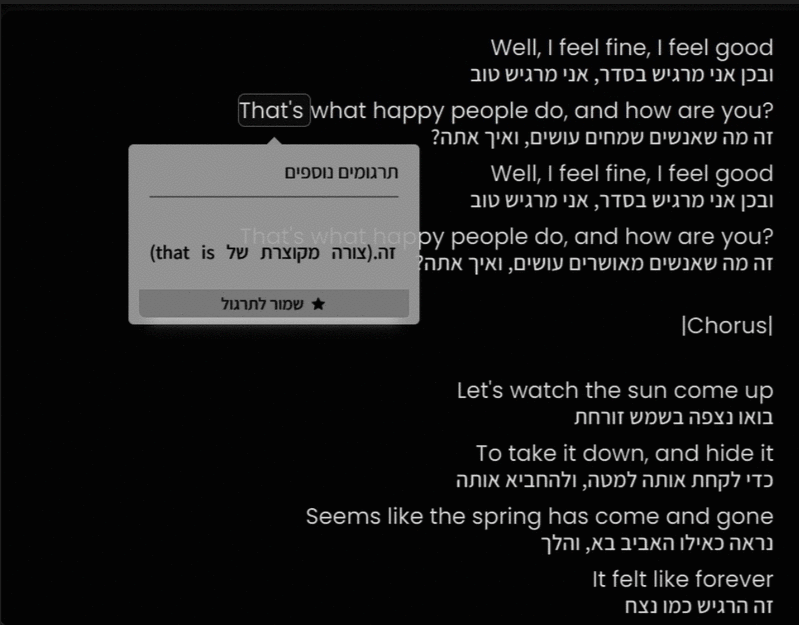 Well, I feel fine, I feel good
ובכן אני מרגיש בסדר, אני מרגיש טוב
That's what happy people do, and how are you?
זה מה שאנשים שמחים עושים, ואיך אתה?
תרגומים נוספים
זה.(צורה מקוצרת של that is)
שמור לתרגול
Well, I feel fine, I feel good
ובכן אני מרגיש בסדר, אני מרגיש טוב
That's what happy people do, and how are you?
זה מה שאנשים מאושרים עושים, ואיך אתה?
|Chorus|
Let's watch the sun come up
בואו נצפה בשמש זורחת
To take it down, and hide it
כדי לקחת אותה למטה, ולהחביא אותה
Seems like the spring has come and gone
נראה כאילו האביב בא, והלך
It felt like forever
זה הרגיש כמו נצח